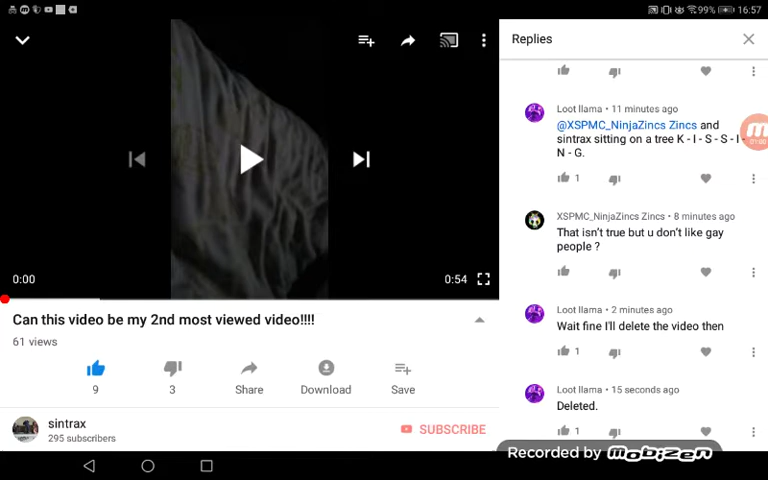 99% 16:57
Replies
Loot llama • 11 minutes ago
@XSPMC_NinjaZincs Zincs and
sintrax sitting on a tree K - I - S - S - I -
N - G.
1
XSPMC_NinjaZincs Zincs • 8 minutes ago
That isn't true but u don't like gay
people ?
Loot llama • 2 minutes ago
Wait fine I'll delete the video then
1
Loot llama • 15 seconds ago
Deleted.
1
01:00
0:00
0:54
Can this video be my 2nd most viewed video!!!!
61 views
9
3
Share
Download
Save
sintrax
295 subscribers
SUBSCRIBE
Recorded by mobizen